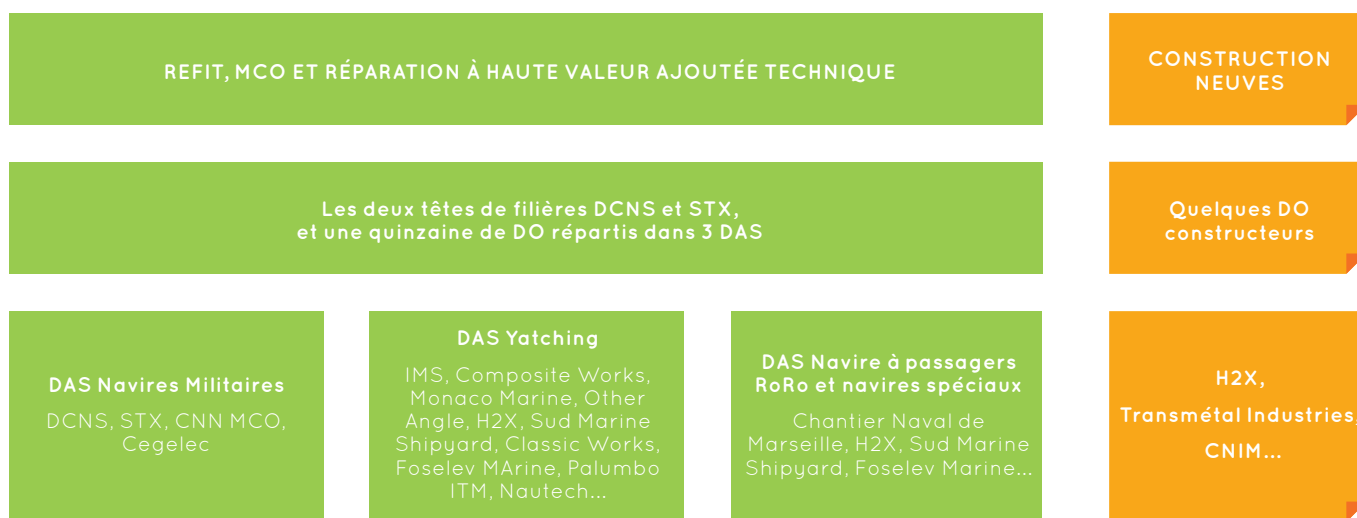 REFIT, MCO ET RÉPARATION À HAUTE VALEUR AJOUTÉE TECHNIQUE
CONSTRUCTION
NEUVES
Les deux têtes de filières DCNS et STX,
et une quinzaine de DO répartis dans 3 DAS
Quelques DO
constructeurs
DAS Navires Militaires
DCNS, STX, CNN MCO,
Cegelec
DAS Yatching
IMS, Composite Works,
Monaco Marine, Other
Angle, H2X, Sud Marine
Shipyard, Classic Works,
Foselev MArine, Palumbo
ITM, Nautech...
DAS Navire à passagers
RoRo et navires spéciaux
Chantier Naval de
Marseille, H2X, Sud Marine
Shipyard, Foselev Marine...
H2X,
Transmétal Industries,
CNIM...